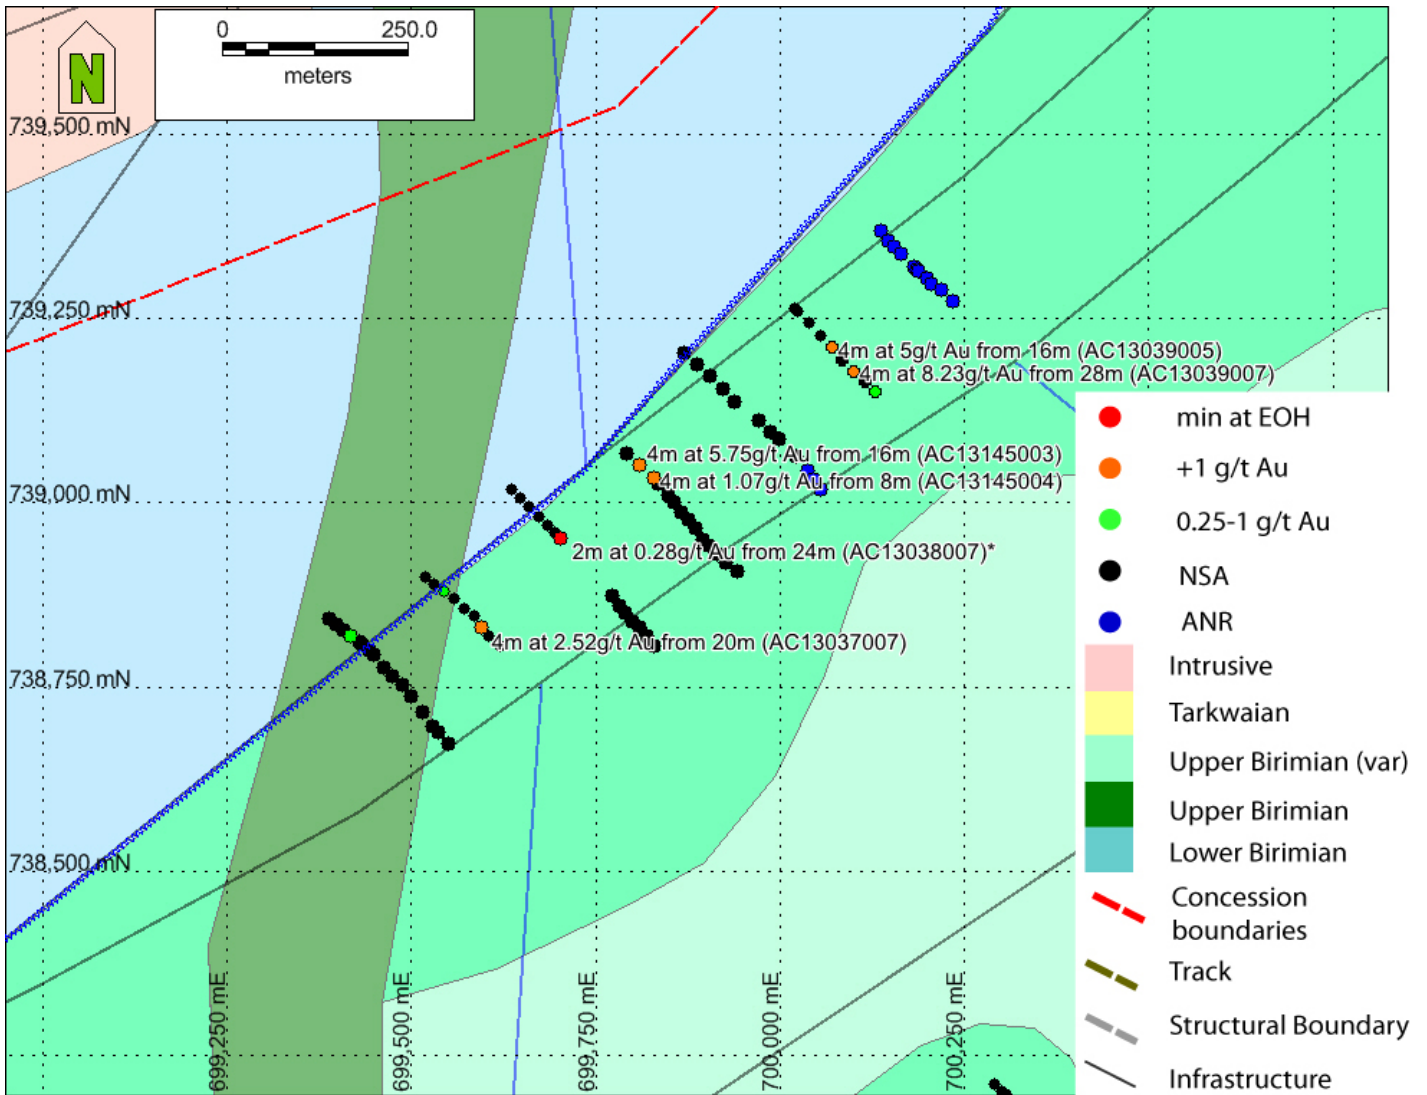 N
0 250.0
meters
739,500 mN
739,250 mN
739,000 mN
738,750 mN
738,500 mN
4m at 5g/t Au from 16m (AC13039005)
4m at 8.23g/t Au from 28m (AC13039007)
4m at 5.75g/t Au from 16m (AC13145003)
4m at 1.07g/t Au from 8m (AC13145004)
2m at 0.28g/t Au from 24m (AC13038007)*
4m at 2.52g/t Au from 20m (AC13037007)
699,250 mE
699,500 mE
699,750 mE
700,000 mE
700,250 mE
min at EOH
+1 g/t Au
0.25-1 g/t Au
NSA
ANR
Intrusive
Tarkwaian
Upper Birimian (var)
Upper Birimian
Lower Birimian
Concession
boundaries
Track
Structural Boundary
Infrastructure